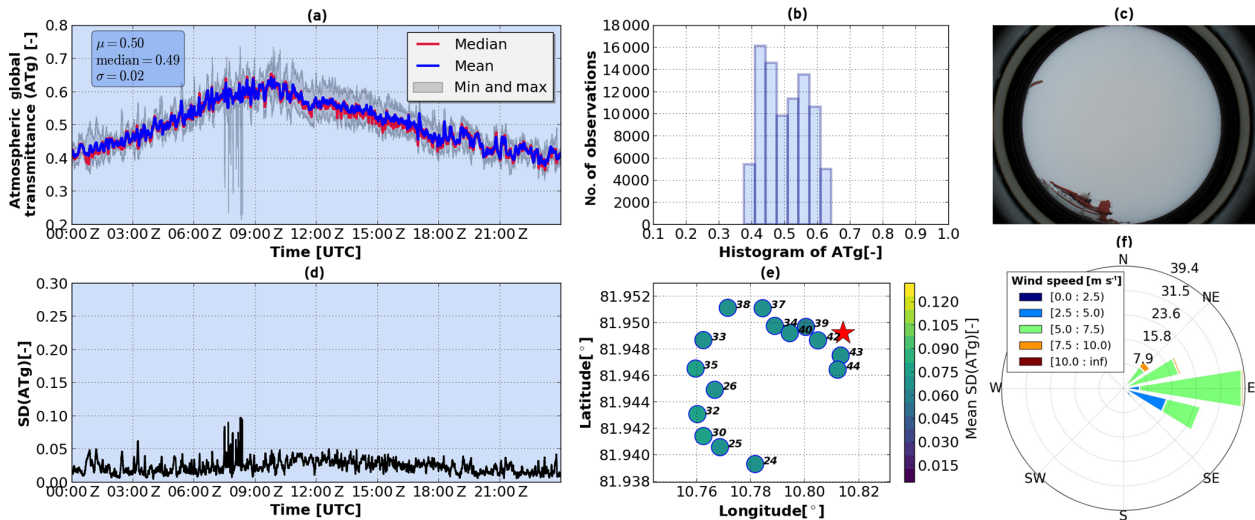 (a)
Atmospheric global
transmittance (ATg) [-]
0.8
0.7
0.6
0.5
0.4
0.3
0.2
μ = 0.50
median = 0.49
σ = 0.02
Median
Mean
Min and max
00:00 Z 03:00 Z 06:00 Z 09:00 Z 12:00 Z 15:00 Z 18:00 Z 21:00 Z
Time [UTC]
(b)
No. of observations
18000
16000
14000
12000
10000
8000
6000
4000
2000
0
0.1 0.2 0.3 0.4 0.5 0.6 0.7 0.8 0.9 1.0
Histogram of ATg[-]
(c)
(d)
SD(ATg)[-]
0.30
0.25
0.20
0.15
0.10
0.05
0.00
00:00 Z 03:00 Z 06:00 Z 09:00 Z 12:00 Z 15:00 Z 18:00 Z 21:00 Z
Time [UTC]
(e)
Latitude[°]
81.952
81.950
81.948
81.946
81.944
81.942
81.940
81.938
38 37
34 39
40 42
33
43
35 44
26
32
30
25
24
10.76 10.78 10.80 10.82
Longitude[°]
Mean SD(ATg)[-]
0.120
0.105
0.090
0.075
0.060
0.045
0.030
0.015
(f)
N
NE
E
SE
S
SW
W
39.4
31.5
23.6
15.8
7.9
Wind speed [m s⁻¹]
[0.0 : 2.5)
[2.5 : 5.0)
[5.0 : 7.5)
[7.5 : 10.0)
[10.0 : inf)